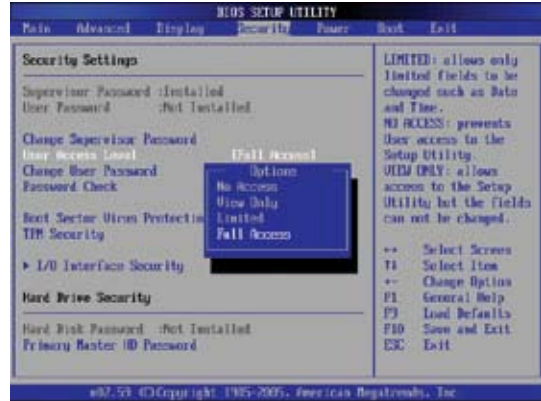 BIOS SETUP UTILITY
Main Advanced Display Security Power Boot Exit
Security Settings
Supervisor Password :Installed
User Password :Not Installed
Change Supervisor Password
User Access Level [Full Access]
Change User Password
Password Check
Boot Sector Virus Protectio
TPM Security
I/O Interface Security
Hard Drive Security
Hard Disk Password :Not Installed
Primary Master HD Password
Options
No Access
View Only
Limited
Full Access
LIMITED: allows only
limited fields to be
changed such as Date
and Time.
NO ACCESS: prevents
User access to the
Setup Utility.
VIEW ONLY: allows
access to the Setup
Utility but the fields
can not be changed.
↔ Select Screen
↑↓ Select Item
+- Change Option
F1 General Help
F9 Load Defaults
F10 Save and Exit
ESC Exit
v02.59 (C)Copyright 1985-2005, American Megatrends, Inc